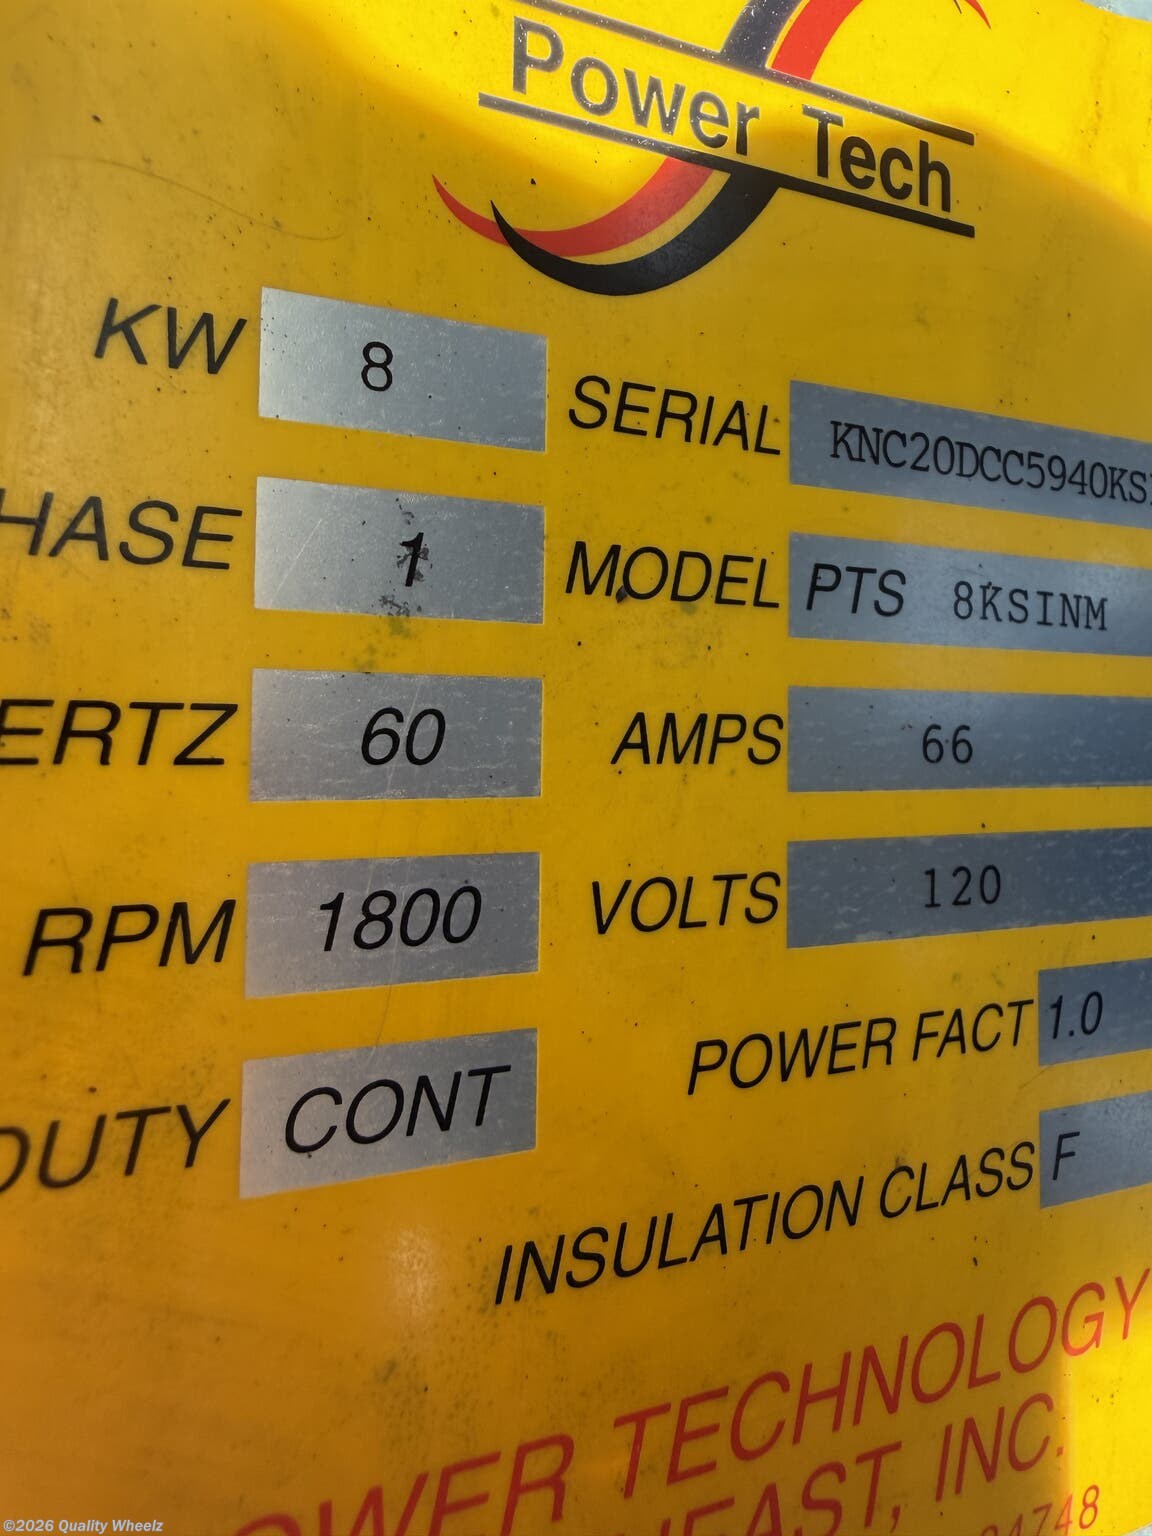 Power Tech
KW 8
SERIAL KNC20DCC5940KS
HASE 1
MODEL PTS 8KSINM
ERTZ 60
AMPS 66
RPM 1800
VOLTS 120
POWER FACT 1.0
DUTY CONT
INSULATION CLASS F
OWER TECHNOLOGY
EAST, INC.
4748
©2026 Quality Wheelz